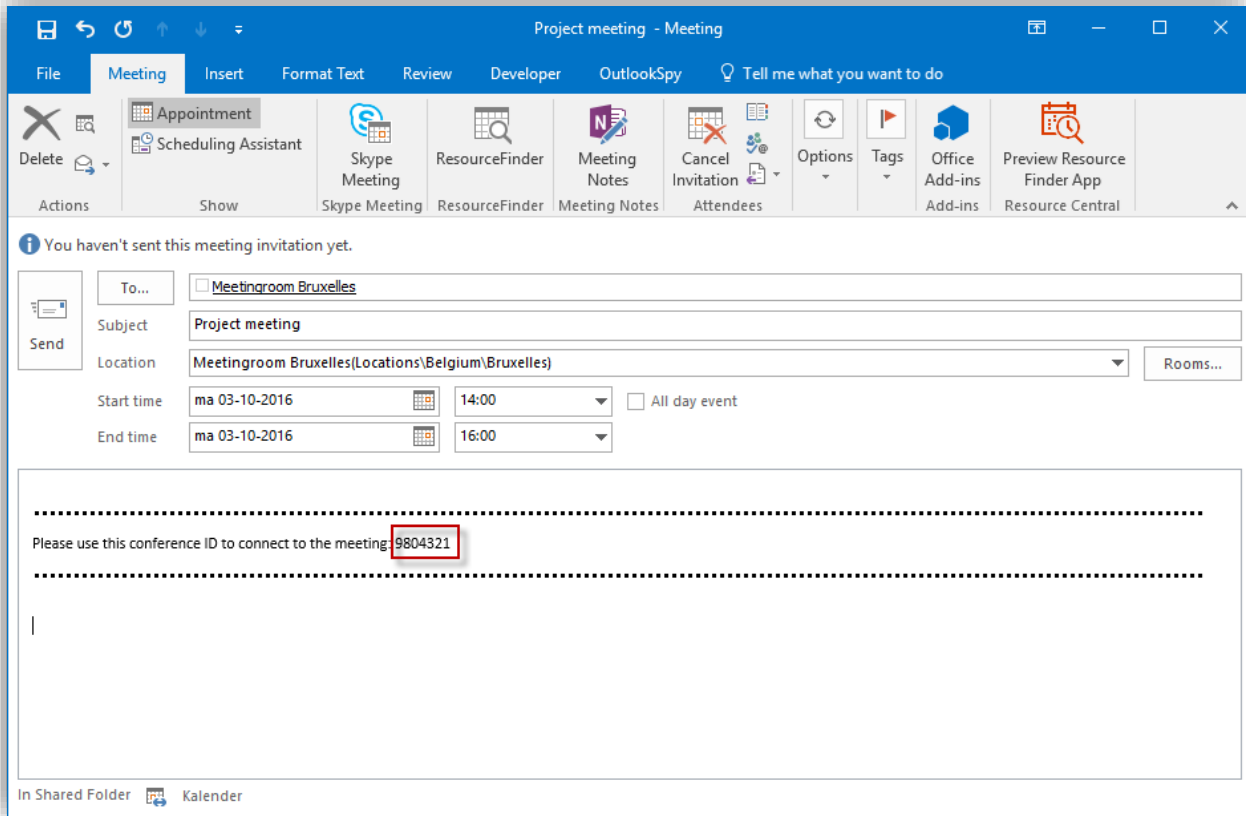 Project meeting - Meeting
File Meeting Insert Format Text Review Developer OutlookSpy Tell me what you want to do
Delete
Actions
Appointment
Scheduling Assistant
Show
Skype
Meeting
Skype Meeting
ResourceFinder
ResourceFinder
Meeting
Notes
Meeting Notes
Cancel
Invitation
Attendees
Options
Tags
Office
Add-ins
Add-ins
Preview Resource
Finder App
Resource Central
You haven't sent this meeting invitation yet.
Send
To... Meetingroom Bruxelles
Subject Project meeting
Location Meetingroom Bruxelles(Locations\Belgium\Bruxelles) Rooms...
Start time ma 03-10-2016 14:00 All day event
End time ma 03-10-2016 16:00
Please use this conference ID to connect to the meeting: 9804321
In Shared Folder Kalender